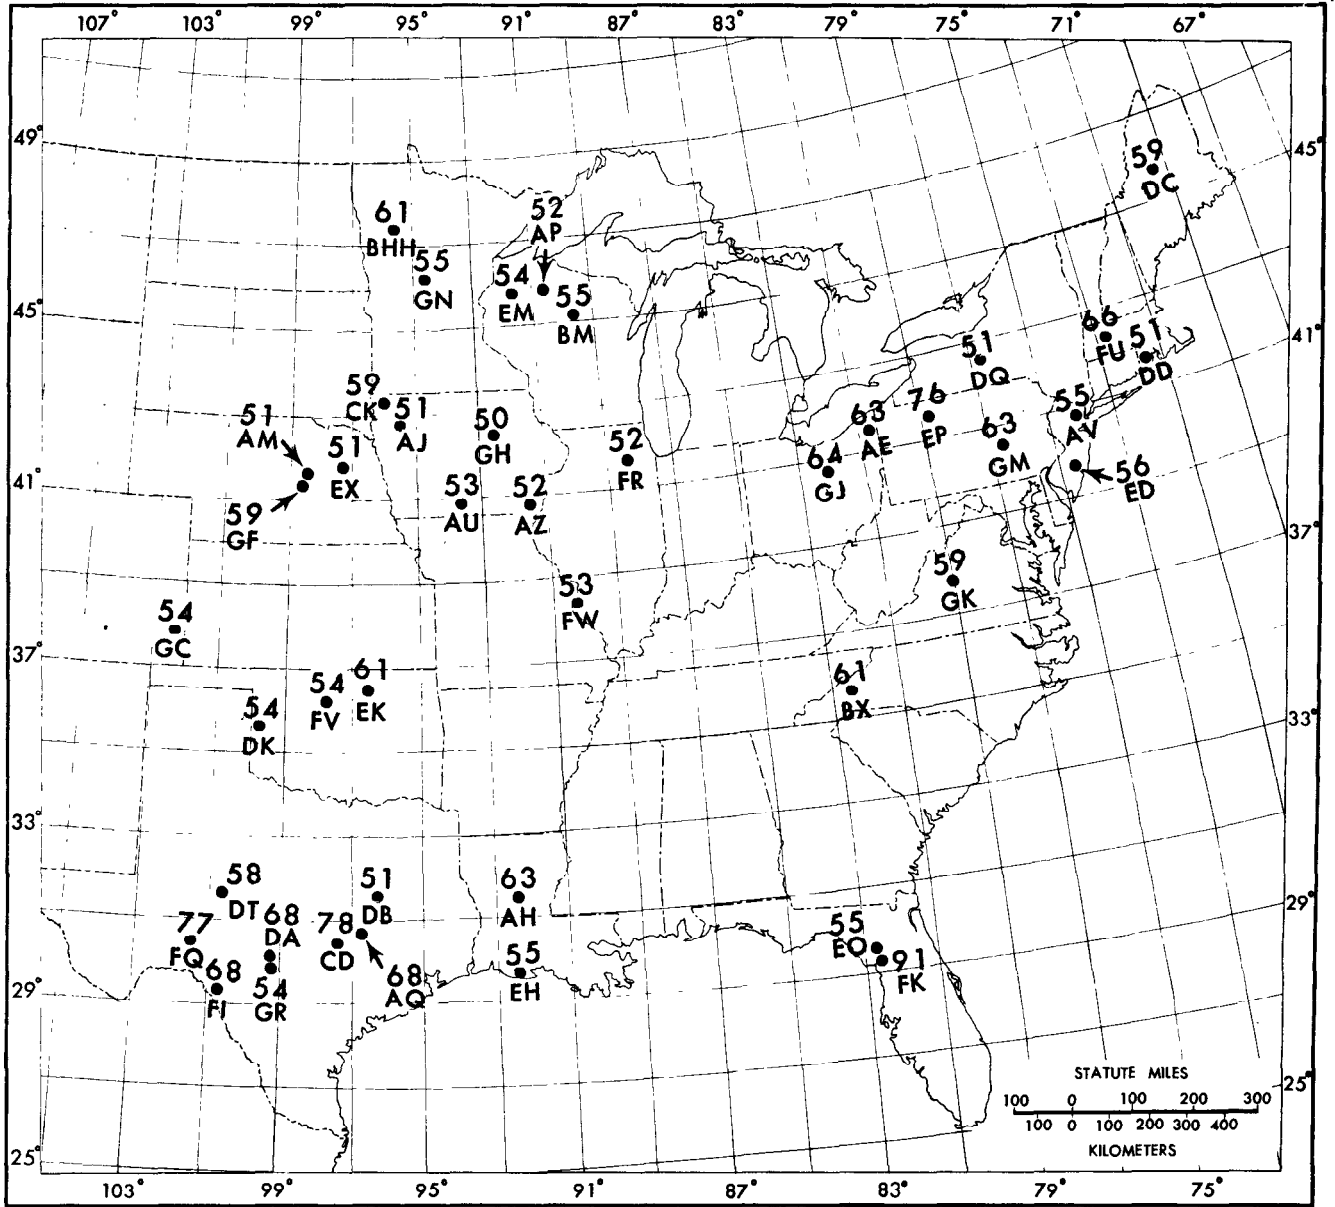 107° 103° 99° 95° 91° 87° 83° 79° 75° 71° 67°
49°
45°
41°
37°
33°
29°
25°
45°
41°
37°
33°
29°
25°
59
DC
61
BHH
52
AP
55
GN
54
EM
55
BM
66
FU
51
DD
51
DQ
59
CK
51
AJ
50
GH
55
AV
76
EP
63
AE
63
GM
51
AM
51
EX
52
FR
64
GJ
56
ED
59
GF
53
AU
52
AZ
53
FW
59
GK
54
GC
61
EK
54
FV
54
DK
61
BX
58
DT
51
DB
63
AH
77
FQ
68
DA
78
CD
68
AQ
68
FI
54
GR
55
EH
55
EO
91
FK
STATUTE MILES
100 0 100 200 300
100 0 100 200 300 400
KILOMETERS
103° 99° 95° 91° 87° 83° 79° 75°